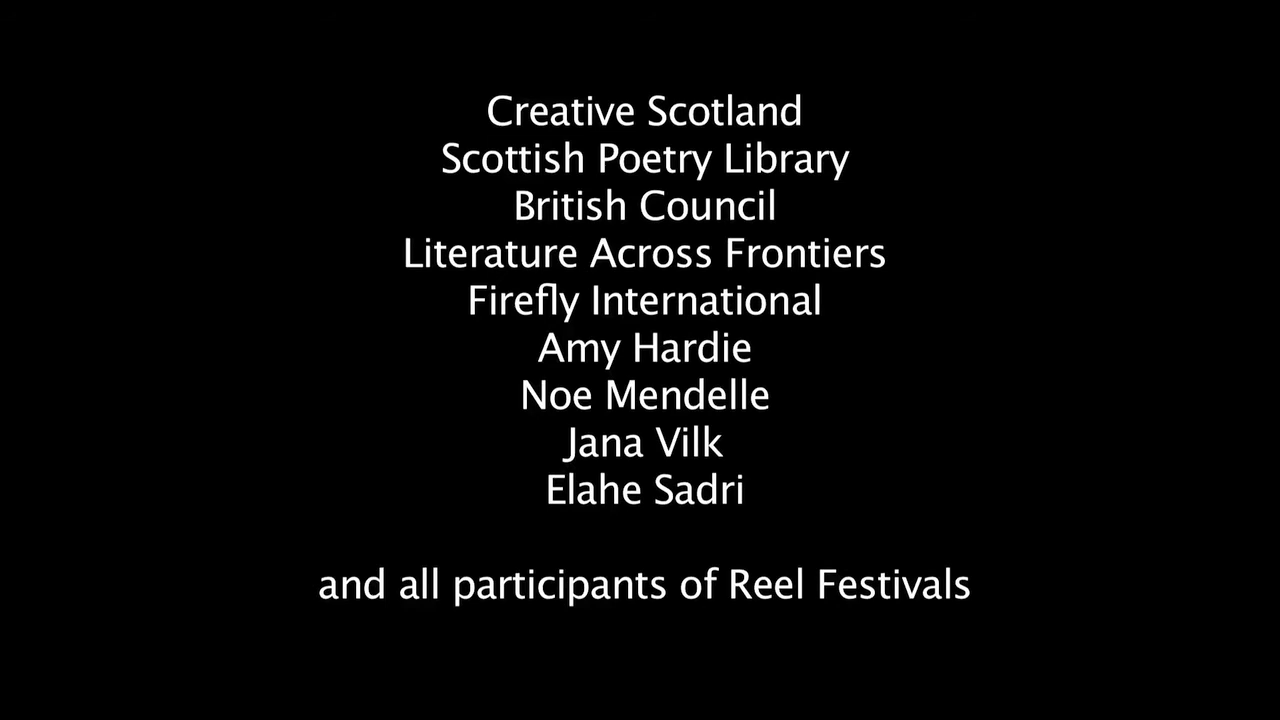 Creative Scotland
Scottish Poetry Library
British Council
Literature Across Frontiers
Firefly International
Amy Hardie
Noe Mendelle
Jana Vilk
Elahe Sadri
and all participants of Reel Festivals